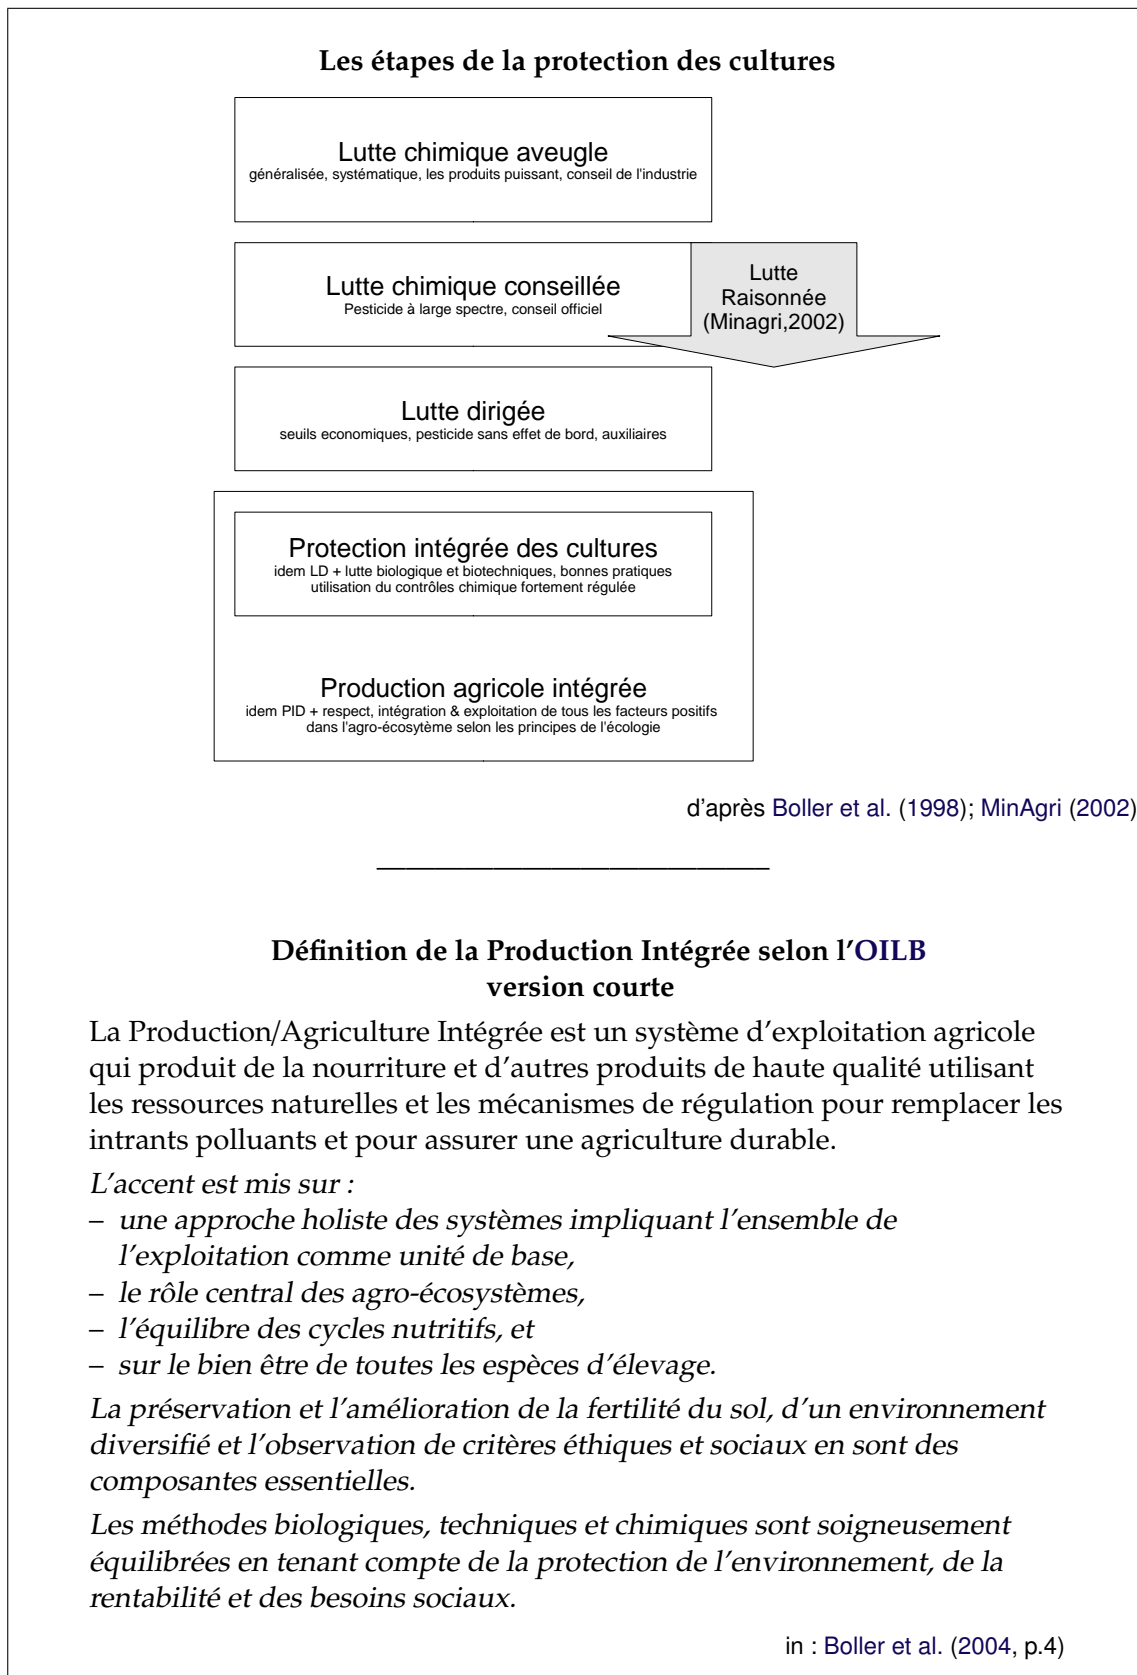 Les étapes de la protection des cultures
Lutte chimique aveugle
généralisée, systématique, les produits puissant, conseil de l'industrie
Lutte chimique conseillée
Pesticide à large spectre, conseil officiel
Lutte
Raisonnée
(Minagri,2002)
Lutte dirigée
seuils economiques, pesticide sans effet de bord, auxiliaires
Protection intégrée des cultures
idem LD + lutte biologique et biotechniques, bonnes pratiques
utilisation du contrôles chimique fortement régulée
Production agricole intégrée
idem PID + respect, intégration & exploitation de tous les facteurs positifs
dans l'agro-écosytème selon les principes de l'écologie
d'après Boller et al. (1998); MinAgri (2002)
Définition de la Production Intégrée selon l'OILB
version courte
La Production/Agriculture Intégrée est un système d'exploitation agricole
qui produit de la nourriture et d'autres produits de haute qualité utilisant
les ressources naturelles et les mécanismes de régulation pour remplacer les
intrants polluants et pour assurer une agriculture durable.
L'accent est mis sur :
– une approche holiste des systèmes impliquant l'ensemble de
l'exploitation comme unité de base,
– le rôle central des agro-écosystèmes,
– l'équilibre des cycles nutritifs, et
– sur le bien être de toutes les espèces d'élevage.
La préservation et l'amélioration de la fertilité du sol, d'un environnement
diversifié et l'observation de critères éthiques et sociaux en sont des
composantes essentielles.
Les méthodes biologiques, techniques et chimiques sont soigneusement
équilibrées en tenant compte de la protection de l'environnement, de la
rentabilité et des besoins sociaux.
in : Boller et al. (2004, p.4)